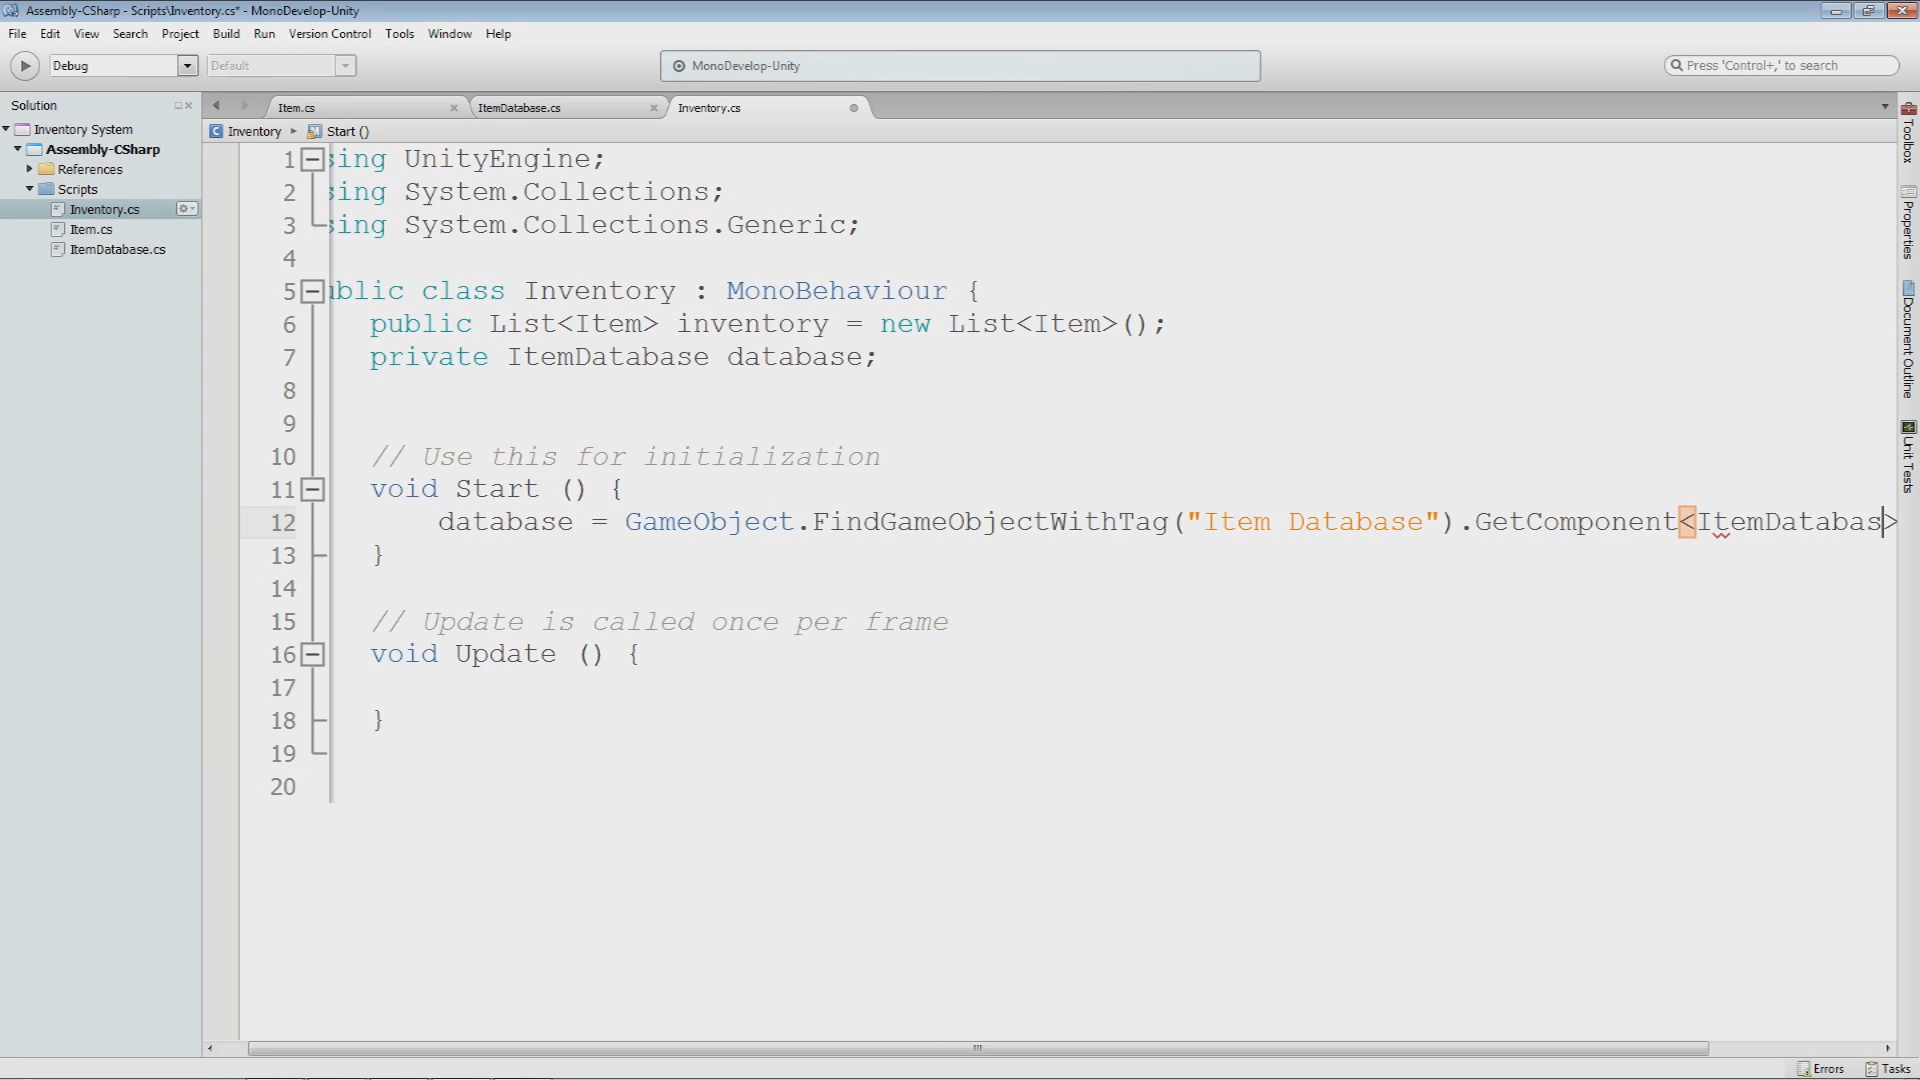 Assembly-CSharp - Scripts\Inventory.cs* - MonoDevelop-Unity
File Edit View Search Project Build Run Version Control Tools Window Help
Debug Default MonoDevelop-Unity Press 'Control+,' to search
Solution
Inventory System
Assembly-CSharp
References
Scripts
Inventory.cs
Item.cs
ItemDatabase.cs
Item.cs ItemDatabase.cs Inventory.cs
Inventory Start ()
1 sing UnityEngine;
2 sing System.Collections;
3 sing System.Collections.Generic;
4
5 ublic class Inventory : MonoBehaviour {
6 public List<Item> inventory = new List<Item>();
7 private ItemDatabase database;
8
9
10 // Use this for initialization
11 void Start () {
12 database = GameObject.FindGameObjectWithTag("Item Database").GetComponent<ItemDatabas>
13 }
14
15 // Update is called once per frame
16 void Update () {
17
18 }
19
20
Toolbox
Properties
Document Outline
Unit Tests
Errors Tasks